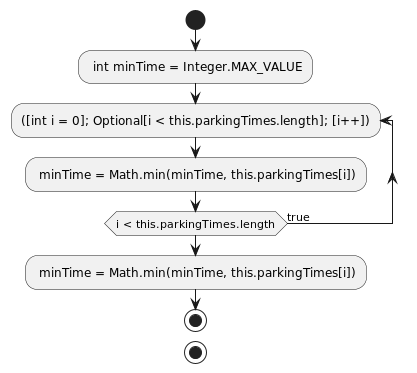 int minTime = Integer.MAX_VALUE
([int i = 0]; Optional[i < this.parkingTimes.length]; [i++])
minTime = Math.min(minTime, this.parkingTimes[i])
i < this.parkingTimes.length
true
minTime = Math.min(minTime, this.parkingTimes[i])